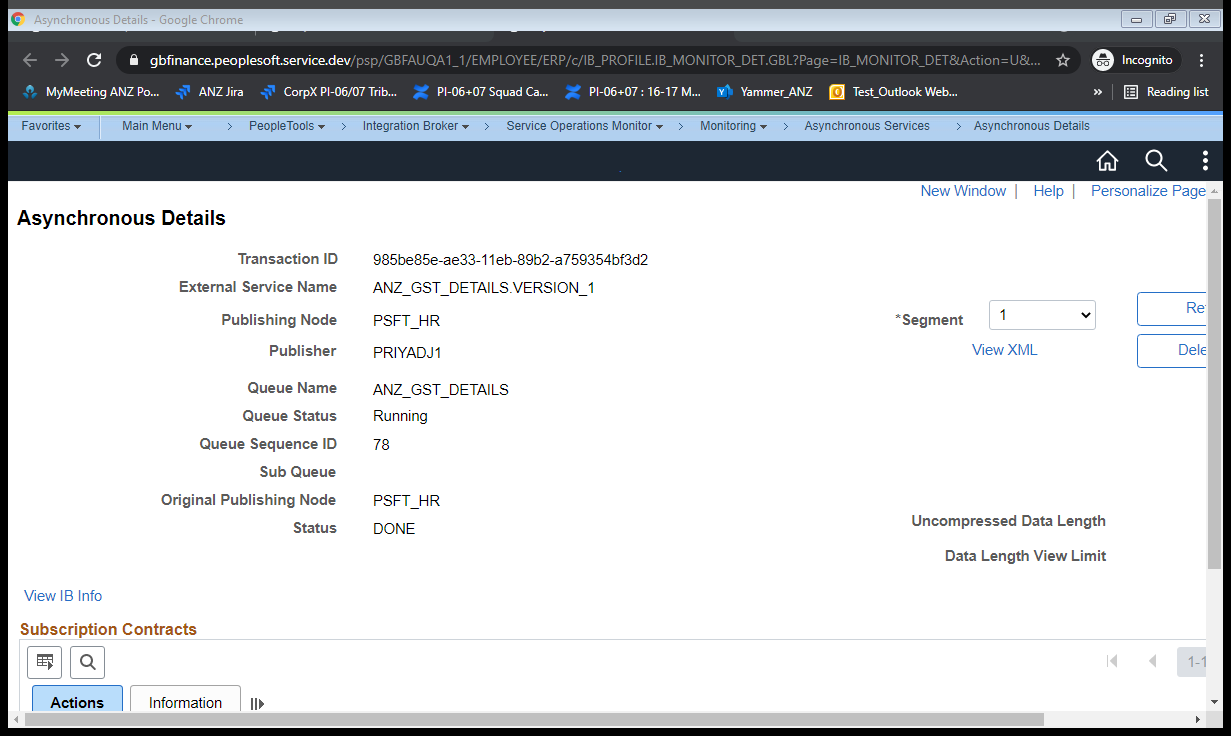 Asynchronous Details - Google Chrome
gbfinance.peoplesoft.service.dev/psp/GBFAUQA1_1/EMPLOYEE/ERP/c/IB_PROFILE.IB_MONITOR_DET.GBL?Page=IB_MONITOR_DET&Action=U&... Incognito
MyMeeting ANZ Po... ANZ Jira CorpX PI-06/07 Trib... PI-06+07 Squad Ca... PI-06+07 : 16-17 M... Yammer_ANZ Test_Outlook Web... » Reading list
Favorites Main Menu > PeopleTools > Integration Broker > Service Operations Monitor > Monitoring > Asynchronous Services > Asynchronous Details
New Window | Help | Personalize Page
Asynchronous Details
Transaction ID 985be85e-ae33-11eb-89b2-a759354bf3d2
External Service Name ANZ_GST_DETAILS.VERSION_1
Publishing Node PSFT_HR *Segment 1 Re
Publisher PRIYADJ1 View XML Dele
Queue Name ANZ_GST_DETAILS
Queue Status Running
Queue Sequence ID 78
Sub Queue
Original Publishing Node PSFT_HR
Status DONE Uncompressed Data Length
Data Length View Limit
View IB Info
Subscription Contracts
1-1
Actions Information